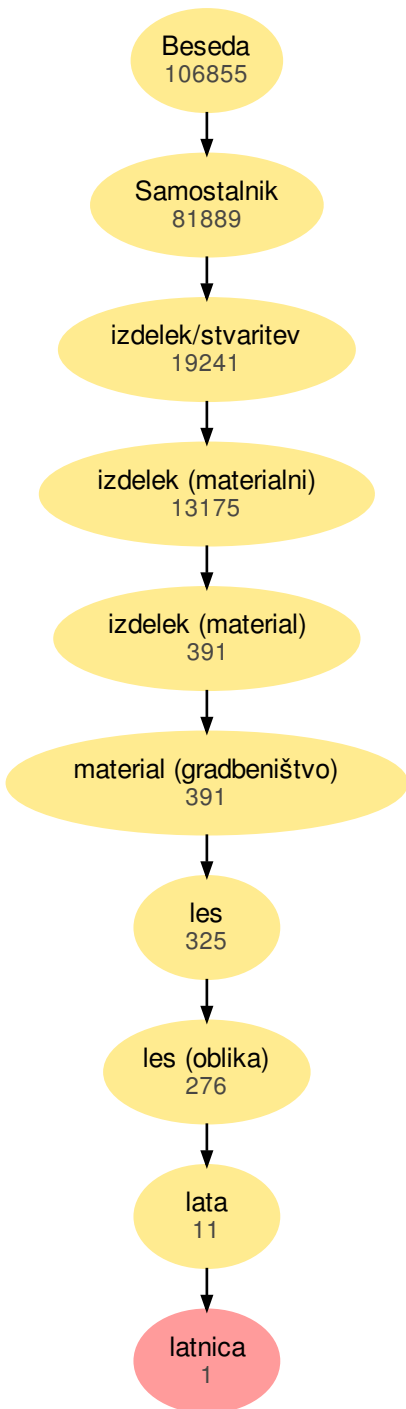 Beseda
106855
Samostalnik
81889
izdelek/stvaritev
19241
izdelek (materialni)
13175
izdelek (material)
391
material (gradbeništvo)
391
les
325
les (oblika)
276
lata
11
latnica
1